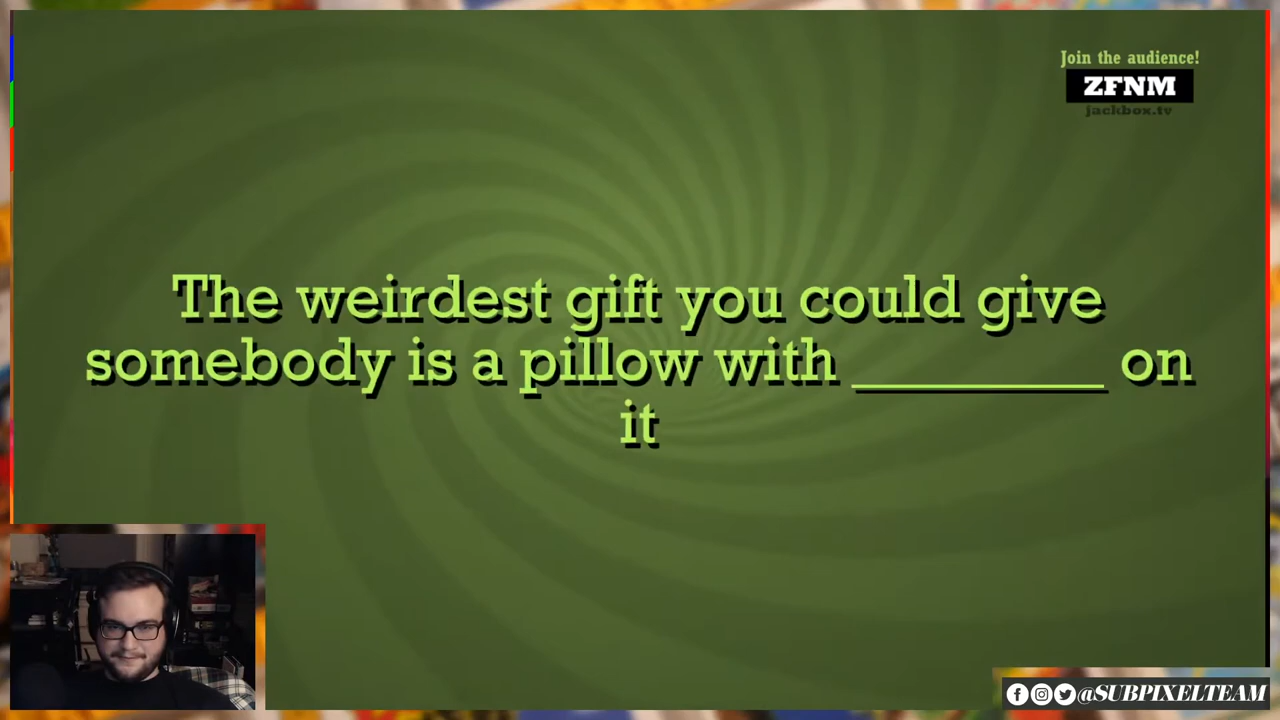 Join the audience!
ZFNM
jackbox.tv
The weirdest gift you could give
somebody is a pillow with ________ on
it
@SUBPIXELTEAM